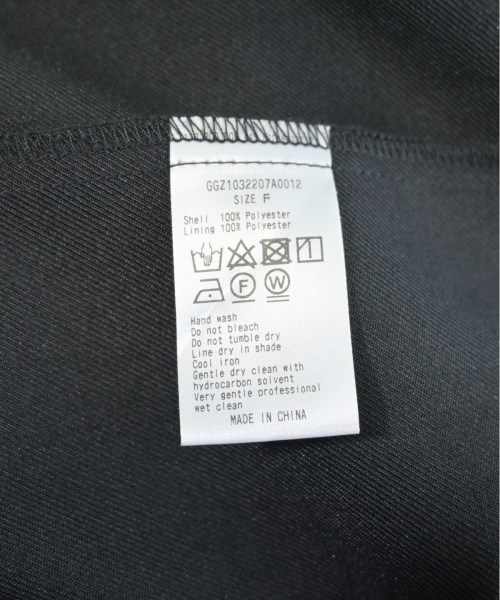 GGZ1032207A0012
SIZE F
Shell 100% Polyester
Lining 100% Polyester
F W
Hand wash
Do not bleach
Do not tumble dry
Line dry in shade
Cool iron
Gentle dry clean with
hydrocarbon solvent
Very gentle professional
wet clean
MADE IN CHINA